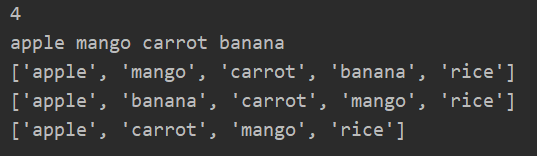 4
apple mango carrot banana
['apple', 'mango', 'carrot', 'banana', 'rice']
['apple', 'banana', 'carrot', 'mango', 'rice']
['apple', 'carrot', 'mango', 'rice']